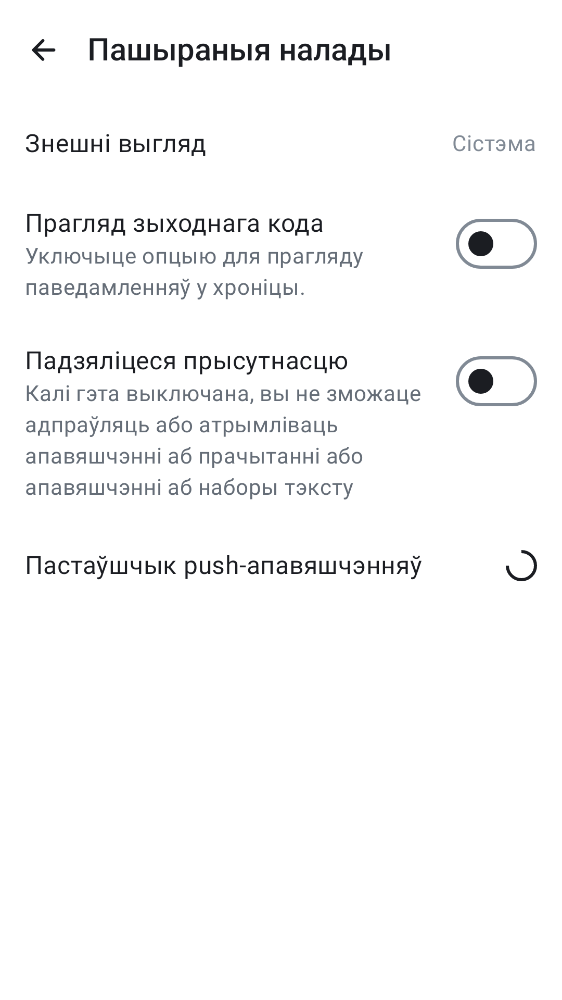 Пашыраныя налады
Знешні выгляд
Сістэма
Прагляд зыходнага кода
Уключыце опцыю для прагляду
паведамленняў у хроніцы.
Падзяліцеся прысутнасцю
Калі гэта выключана, вы не зможаце
адпраўляць або атрымліваць
апавяшчэнні аб прачытанні або
апавяшчэнні аб наборы тэксту
Пастаўшчык push-апавяшчэнняў